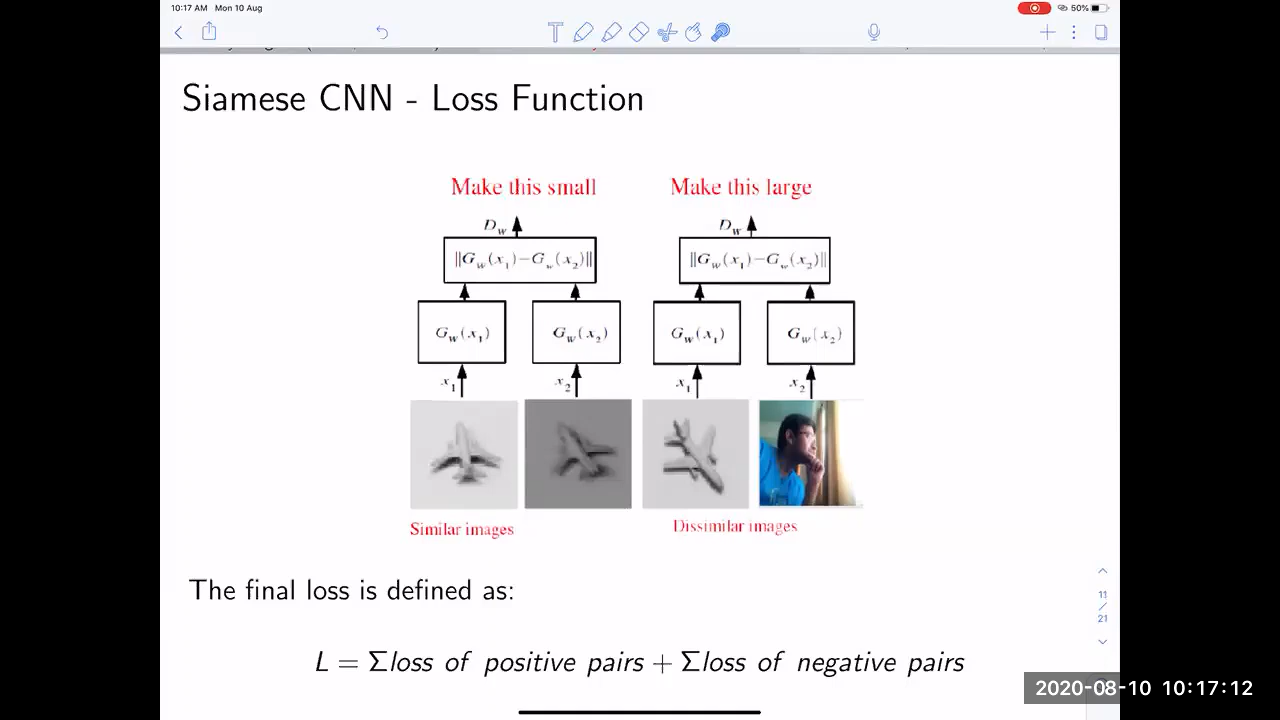 10:17 AM Mon 10 Aug
50%
Siamese CNN - Loss Function
Make this small
Make this large
D_W
D_W
||G_W(x_1)-G_w(x_2)||
||G_W(x_1)-G_w(x_2)||
G_W(x_1)
G_W(x_2)
G_W(x_1)
G_W(x_2)
x_1
x_2
x_1
x_2
Similar images
Dissimilar images
The final loss is defined as:
L = Σloss of positive pairs + Σloss of negative pairs
11
/
21
2020-08-10 10:17:12